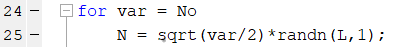 24 – for var = No
25 – N = sqrt(var/2)*randn(L,1);